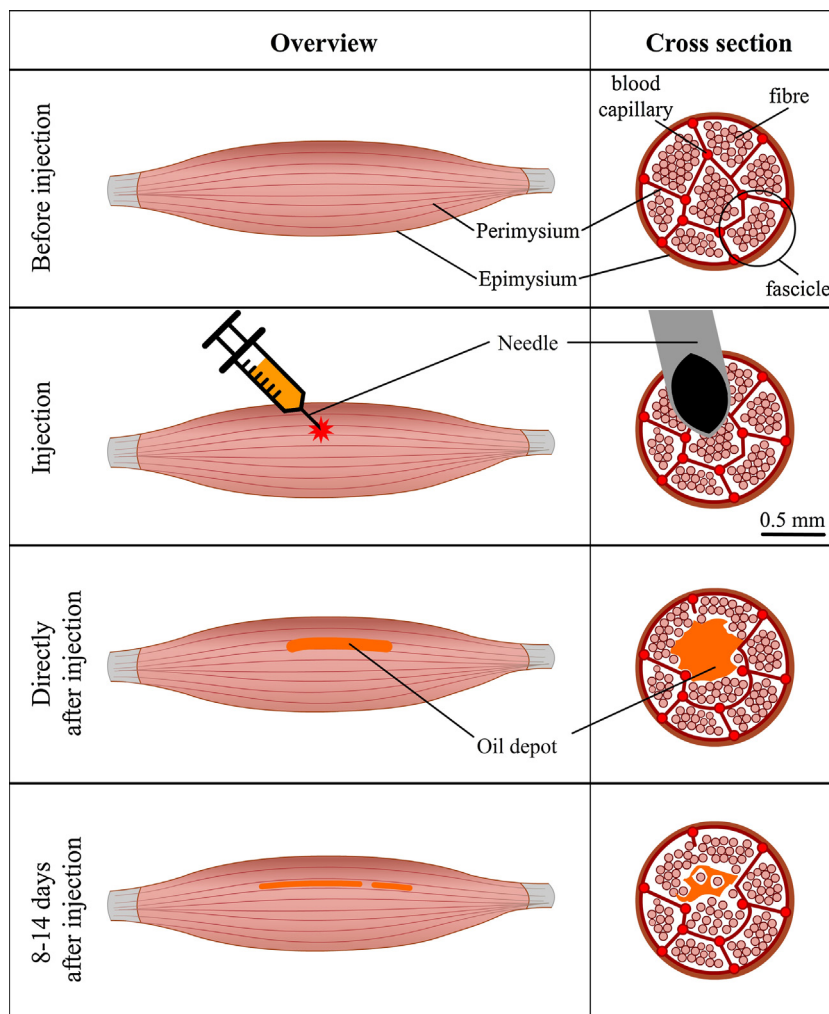 Overview
Cross section
Before injection
blood
capillary
fibre
Perimysium
Epimysium
fascicle
Injection
Needle
0.5 mm
Directly
after injection
Oil depot
8-14 days
after injection